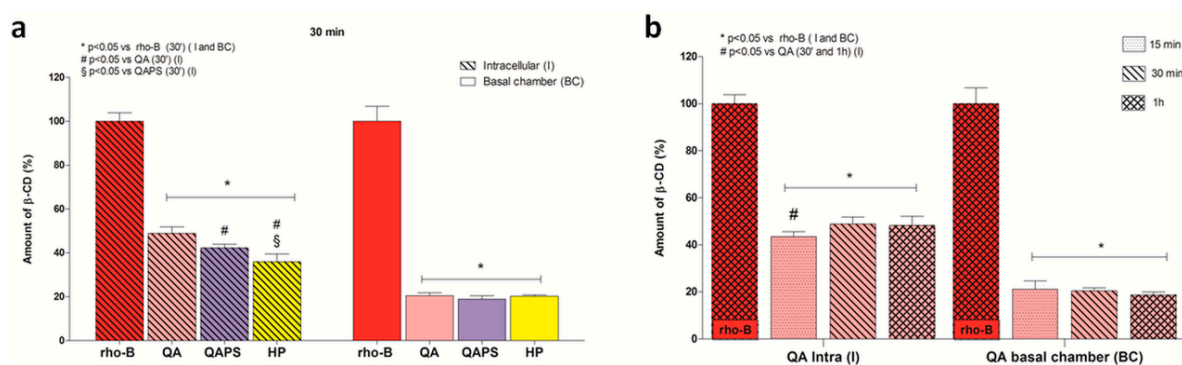 a
30 min
* p<0.05 vs rho-B (30') ( I and BC)
# p<0.05 vs QA (30') (I)
§ p<0.05 vs QAPS (30') (I)
Intracellular (I)
Basal chamber (BC)
Amount of β-CD (%)
120
100
80
60
40
20
0
*
#
#
§
*
rho-B
QA
QAPS
HP
rho-B
QA
QAPS
HP
b
* p<0.05 vs rho-B ( I and BC)
# p<0.05 vs QA (30' and 1h) (I)
15 min
30 min
1h
Amount of β-CD (%)
120
100
80
60
40
20
0
*
#
*
rho-B
rho-B
QA Intra (I)
QA basal chamber (BC)